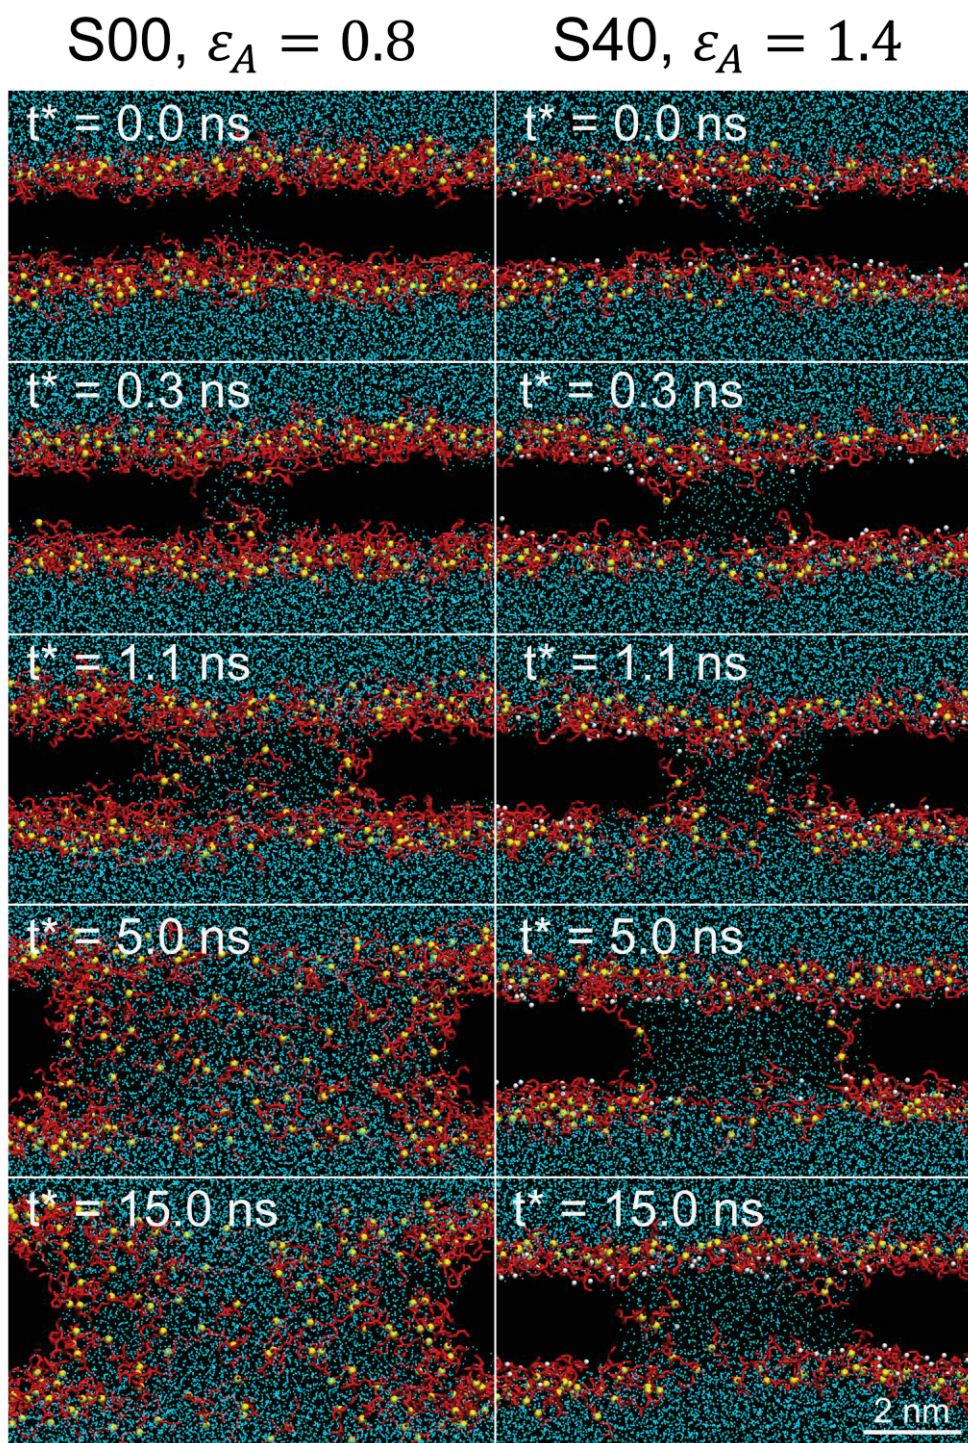 S00, εA = 0.8
S40, εA = 1.4
t* = 0.0 ns
t* = 0.0 ns
t* = 0.3 ns
t* = 0.3 ns
t* = 1.1 ns
t* = 1.1 ns
t* = 5.0 ns
t* = 5.0 ns
t* = 15.0 ns
t* = 15.0 ns
2 nm